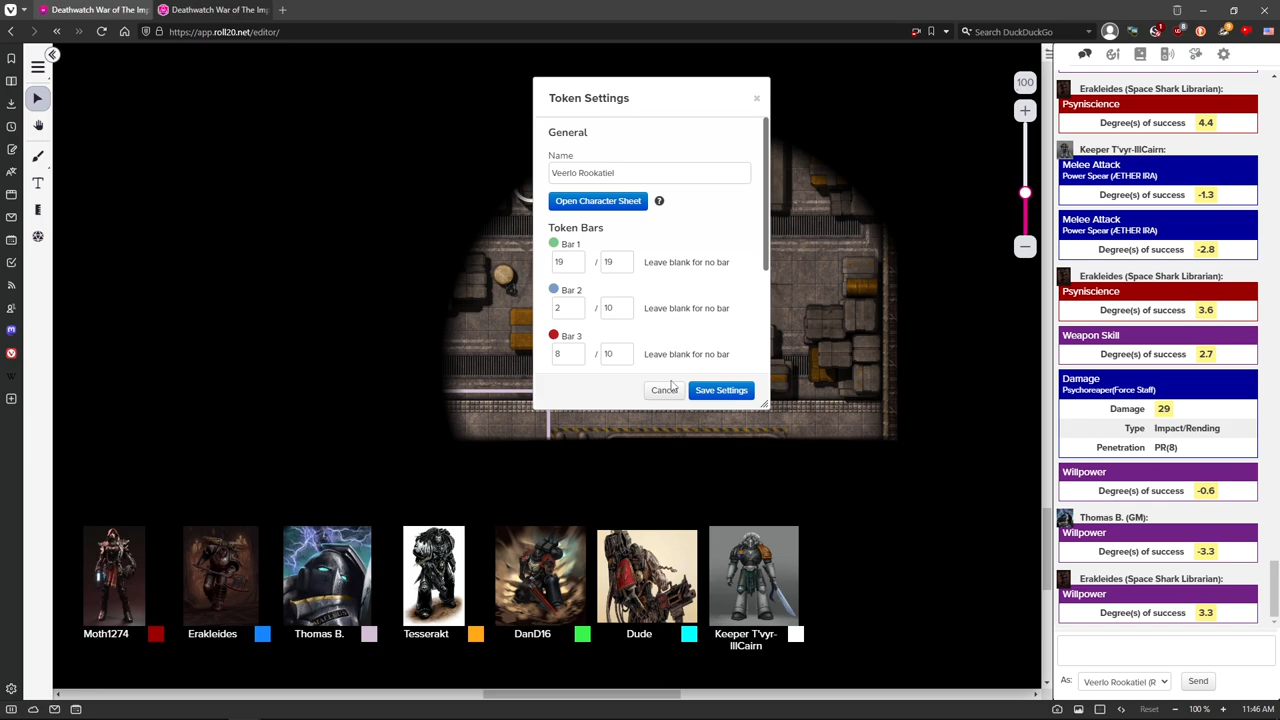 Deatchwatch War of The Imp
Deathwatch War of The Im
https://app.roll20.net/editor/
Search DuckDuckGo
Token Settings
×
General
Name
Veerlo Rookatiel
Open Character Sheet
?
Token Bars
Bar 1
19 / 19 Leave blank for no bar
Bar 2
2 / 10 Leave blank for no bar
Bar 3
8 / 10 Leave blank for no bar
Cancel
Save Settings
100
Moth1274
Erakleides
Thomas B.
Tesserakt
DanD16
Dude
Keeper T'vyr-
IllCairn
Erakleides (Space Shark Librarian):
Psyniscience
Degree(s) of success 4.4
Keeper T'vyr-IllCairn:
Melee Attack
Power Spear (ÆTHER IRA)
Degree(s) of success -1.3
Melee Attack
Power Spear (ÆTHER IRA)
Degree(s) of success -2.8
Erakleides (Space Shark Librarian):
Psyniscience
Degree(s) of success 3.6
Weapon Skill
Degree(s) of success 2.7
Damage
Psychoreaper(Force Staff)
Damage 29
Type Impact/Rending
Penetration PR(8)
Willpower
Degree(s) of success -0.6
Thomas B. (GM):
Willpower
Degree(s) of success -3.3
Erakleides (Space Shark Librarian):
Willpower
Degree(s) of success 3.3
As: Veerlo Rookatiel (R
Send
Reset
100 %
11:46 AM